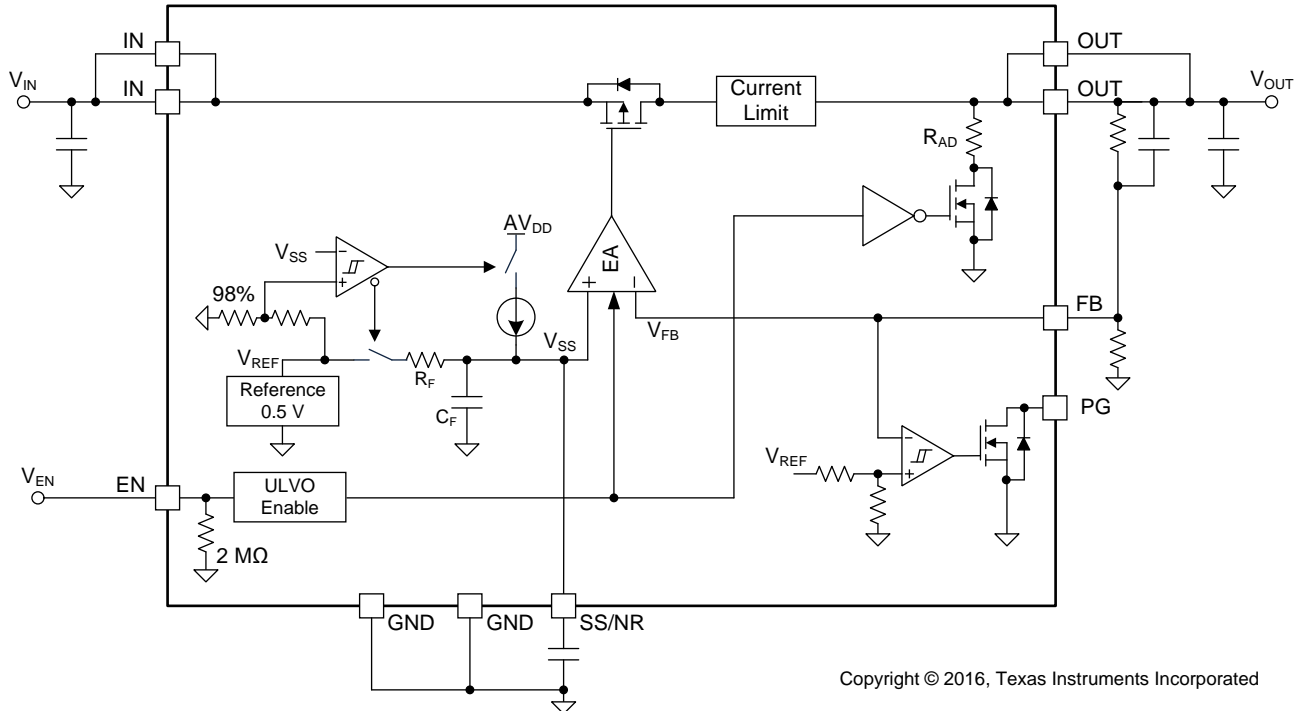 IN
OUT
V_IN
IN
OUT
V_OUT
Current
Limit
R_AD
AV_DD
V_SS
−
+
EA
+
−
98%
FB
V_SS
V_FB
V_REF
R_F
Reference
0.5 V
C_F
PG
−
V_REF
+
V_EN
EN
ULVO
Enable
2 MΩ
GND
GND
SS/NR
Copyright © 2016, Texas Instruments Incorporated